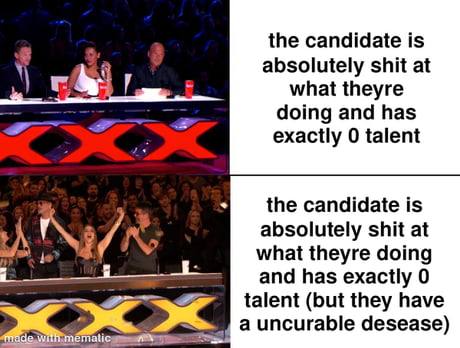 the candidate is
absolutely shit at
what theyre
doing and has
exactly 0 talent
the candidate is
absolutely shit at
what theyre doing
and has exactly 0
talent (but they have
a uncurable desease)
made with mematic